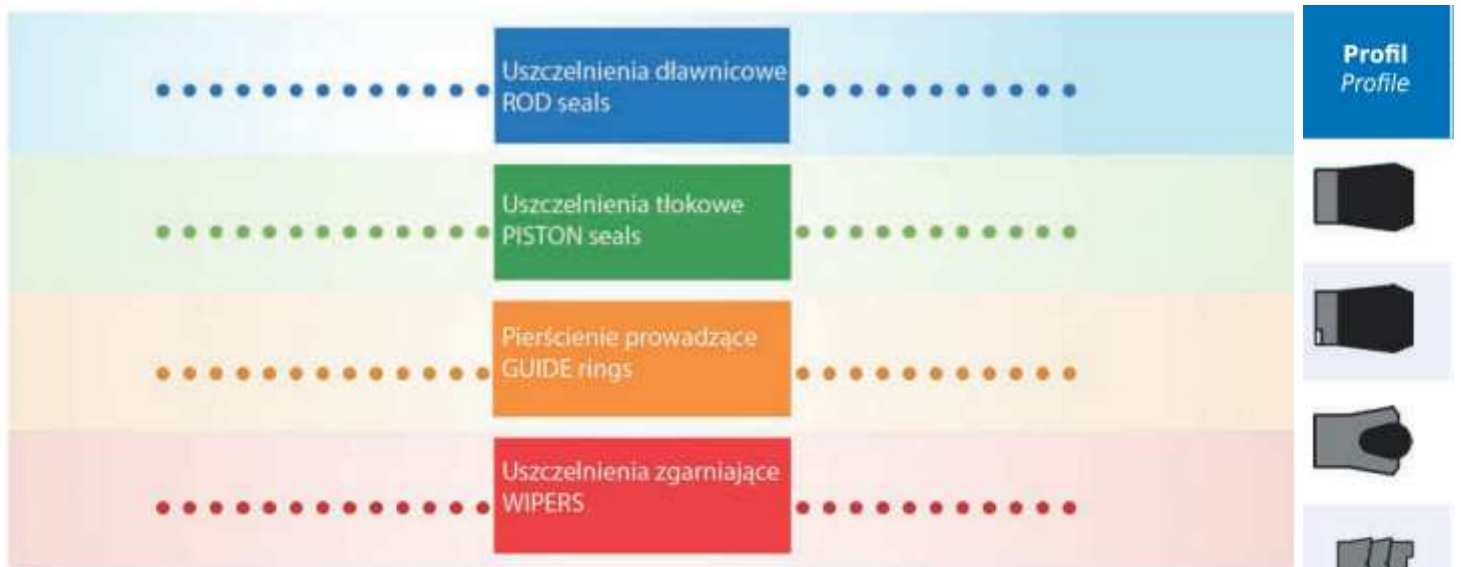 Uszczelnienia dławnicowe
ROD seals
Uszczelnienia tłokowe
PISTON seals
Pierścienie prowadzące
GUIDE rings
Uszczelnienia zgarniające
WIPERS
Profil
Profile